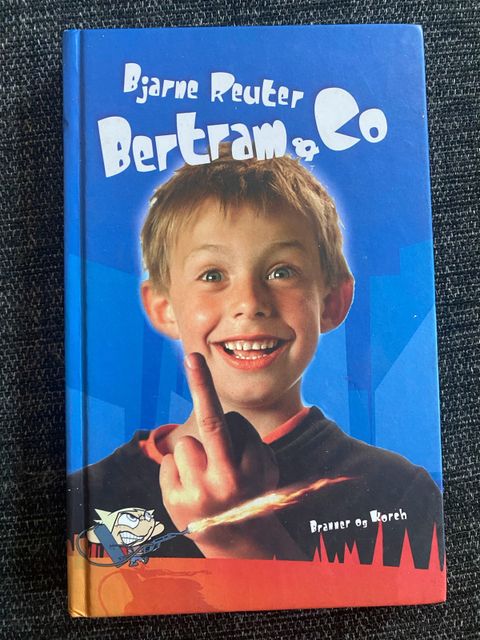 Bjarne Reuter
Bertram & Co
Branner og Korch